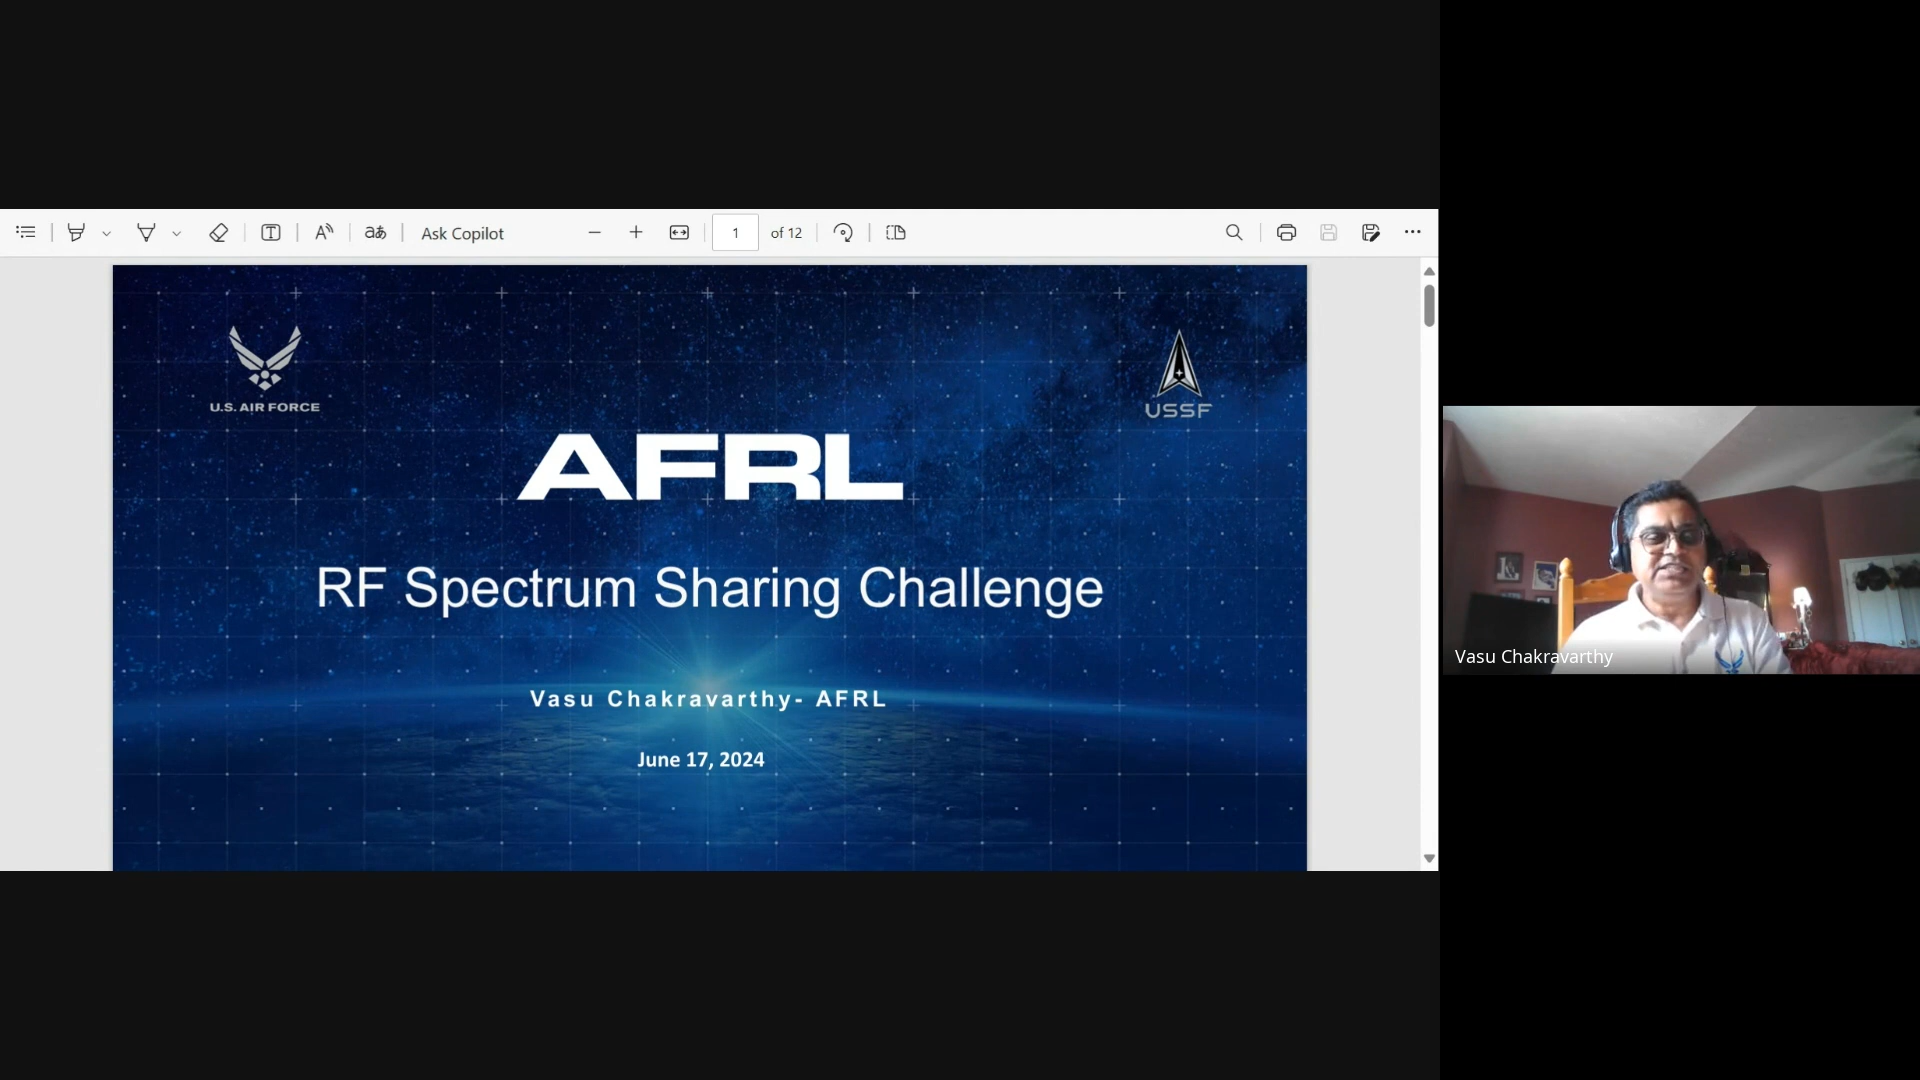 Ask Copilot
1 of 12
U.S. AIR FORCE
USSF
AFRL
RF Spectrum Sharing Challenge
Vasu Chakravarthy- AFRL
June 17, 2024
Vasu Chakravarthy